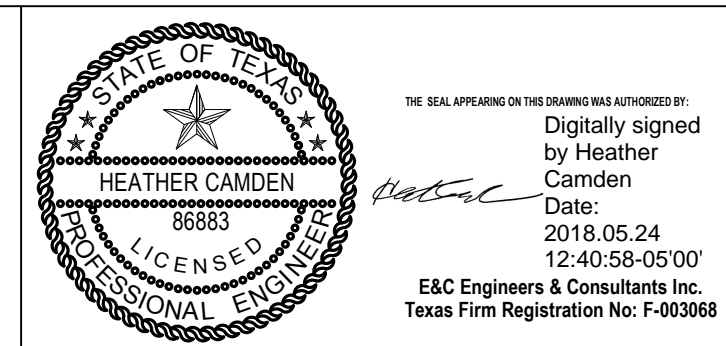 STATE OF TEXAS
HEATHER CAMDEN
86883
LICENSED
PROFESSIONAL ENGINEER
THE SEAL APPEARING ON THIS DRAWING WAS AUTHORIZED BY:
Digitally signed
by Heather
Camden
Date:
2018.05.24
12:40:58-05'00'
E&C Engineers & Consultants Inc.
Texas Firm Registration No: F-003068